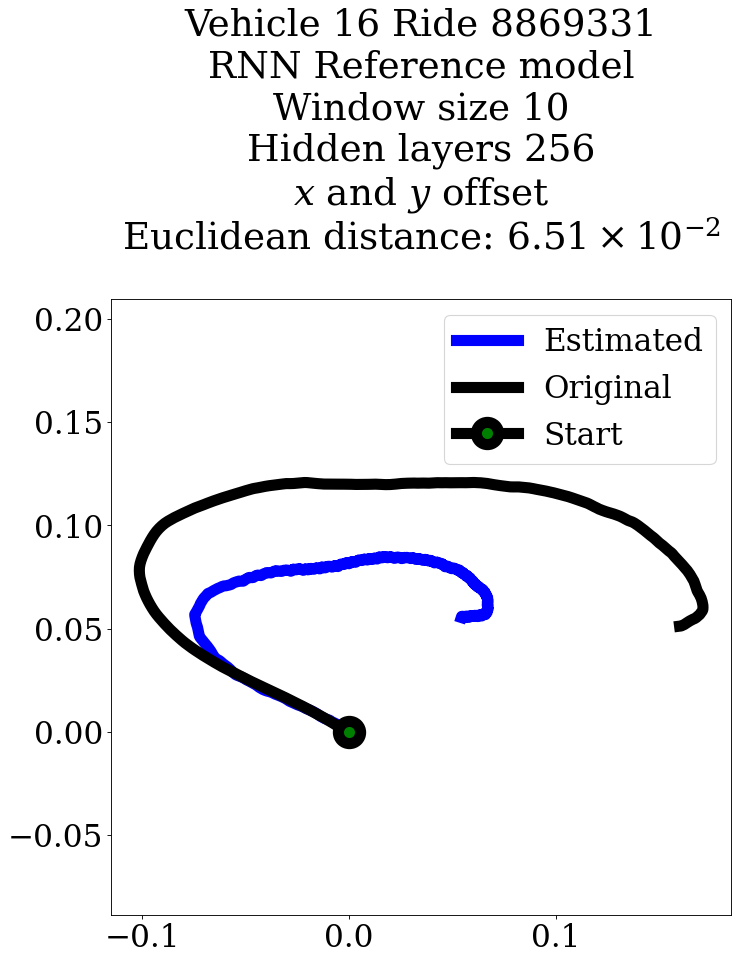 Vehicle 16 Ride 8869331
RNN Reference model
Window size 10
Hidden layers 256
x and y offset
Euclidean distance: 6.51 × 10⁻²
Estimated
Original
Start
0.20
0.15
0.10
0.05
0.00
−0.05
−0.1
0.0
0.1